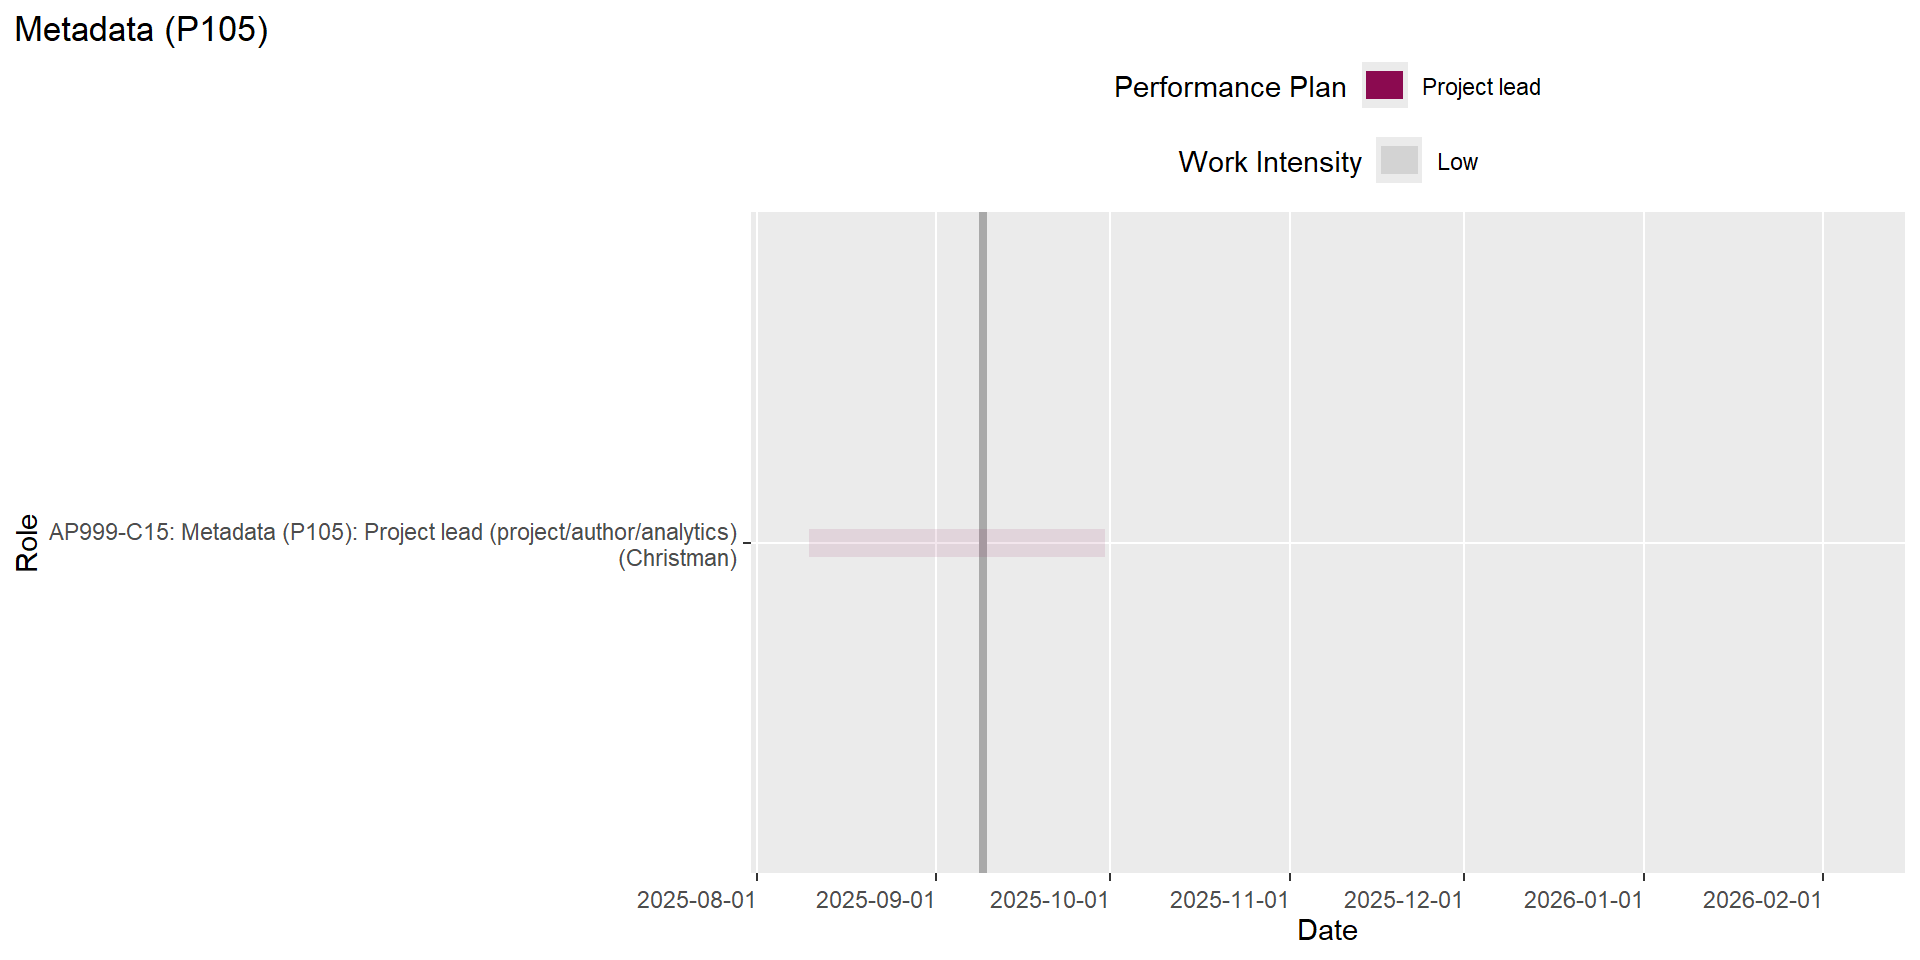 Metadata (P105)
Performance Plan
Project lead
Work Intensity
Low
Role
AP999-C15: Metadata (P105): Project lead (project/author/analytics)
(Christman)
2025-08-01
2025-09-01
2025-10-01
2025-11-01
2025-12-01
2026-01-01
2026-02-01
Date